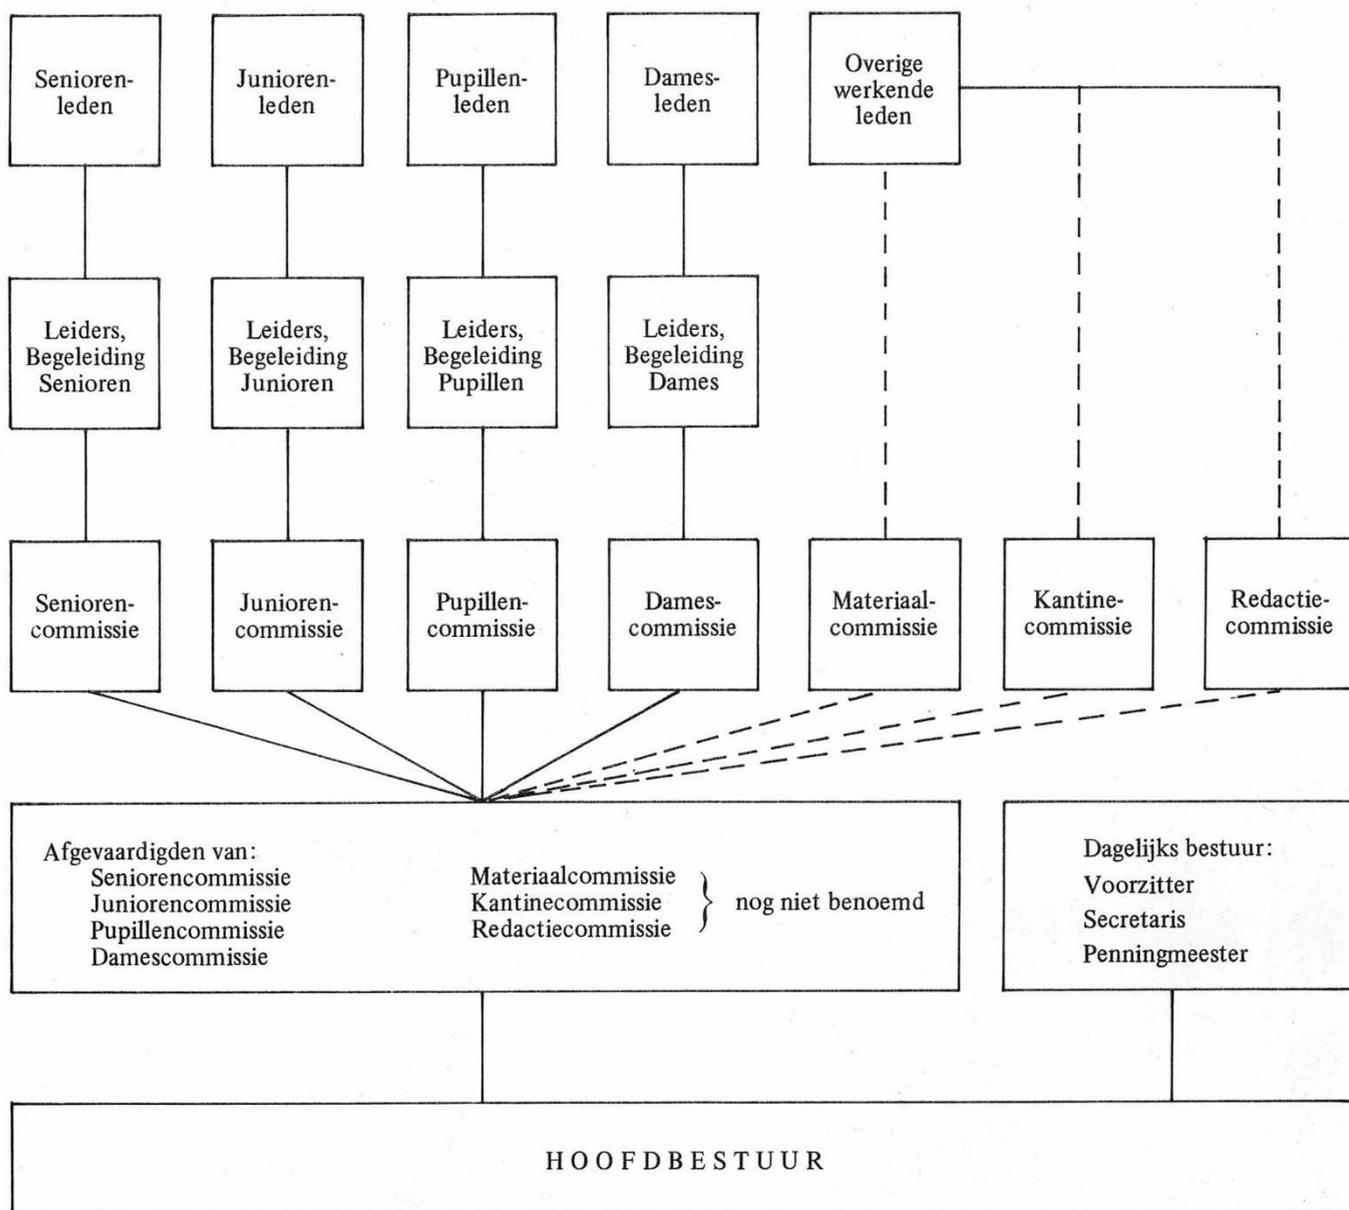 Senioren-
leden
Junioren-
leden
Pupillen-
leden
Dames-
leden
Overige
werkende
leden
Leiders,
Begeleiding
Senioren
Leiders,
Begeleiding
Junioren
Leiders,
Begeleiding
Pupillen
Leiders,
Begeleiding
Dames
Senioren-
commissie
Junioren-
commissie
Pupillen-
commissie
Dames-
commissie
Materiaal-
commissie
Kantine-
commissie
Redactie-
commissie
Afgevaardigden van:
Seniorencommissie
Juniorencommissie
Pupillencommissie
Damescommissie
Materiaalcommissie
Kantinecommissie
Redactiecommissie
nog niet benoemd
Dagelijks bestuur:
Voorzitter
Secretaris
Penningmeester
HOOFDBESTUUR